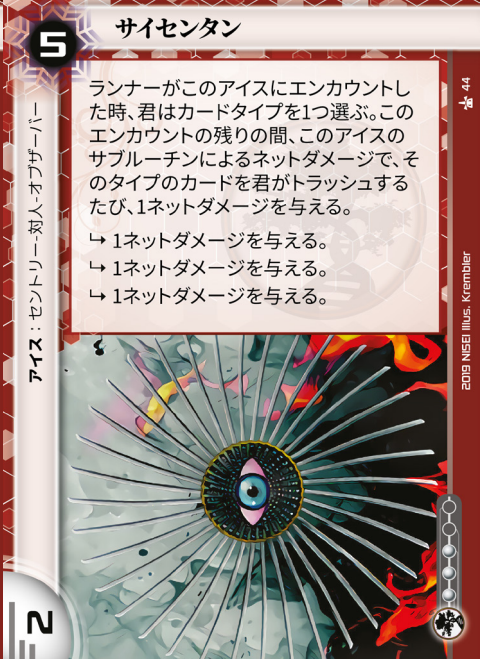 5
サイセンタン
ランナーがこのアイスにエンカウントし
た時、君はカードタイプを1つ選ぶ。この
エンカウントの残りの間、このアイスの
サブルーチンによるネットダメージで、そ
のタイプのカードを君がトラッシュする
たび、1ネットダメージを与える。
↳ 1ネットダメージを与える。
↳ 1ネットダメージを与える。
↳ 1ネットダメージを与える。
アイス：セントリー-対人-オブザーバー
44
2019 NISEI Illus. Krembler
2